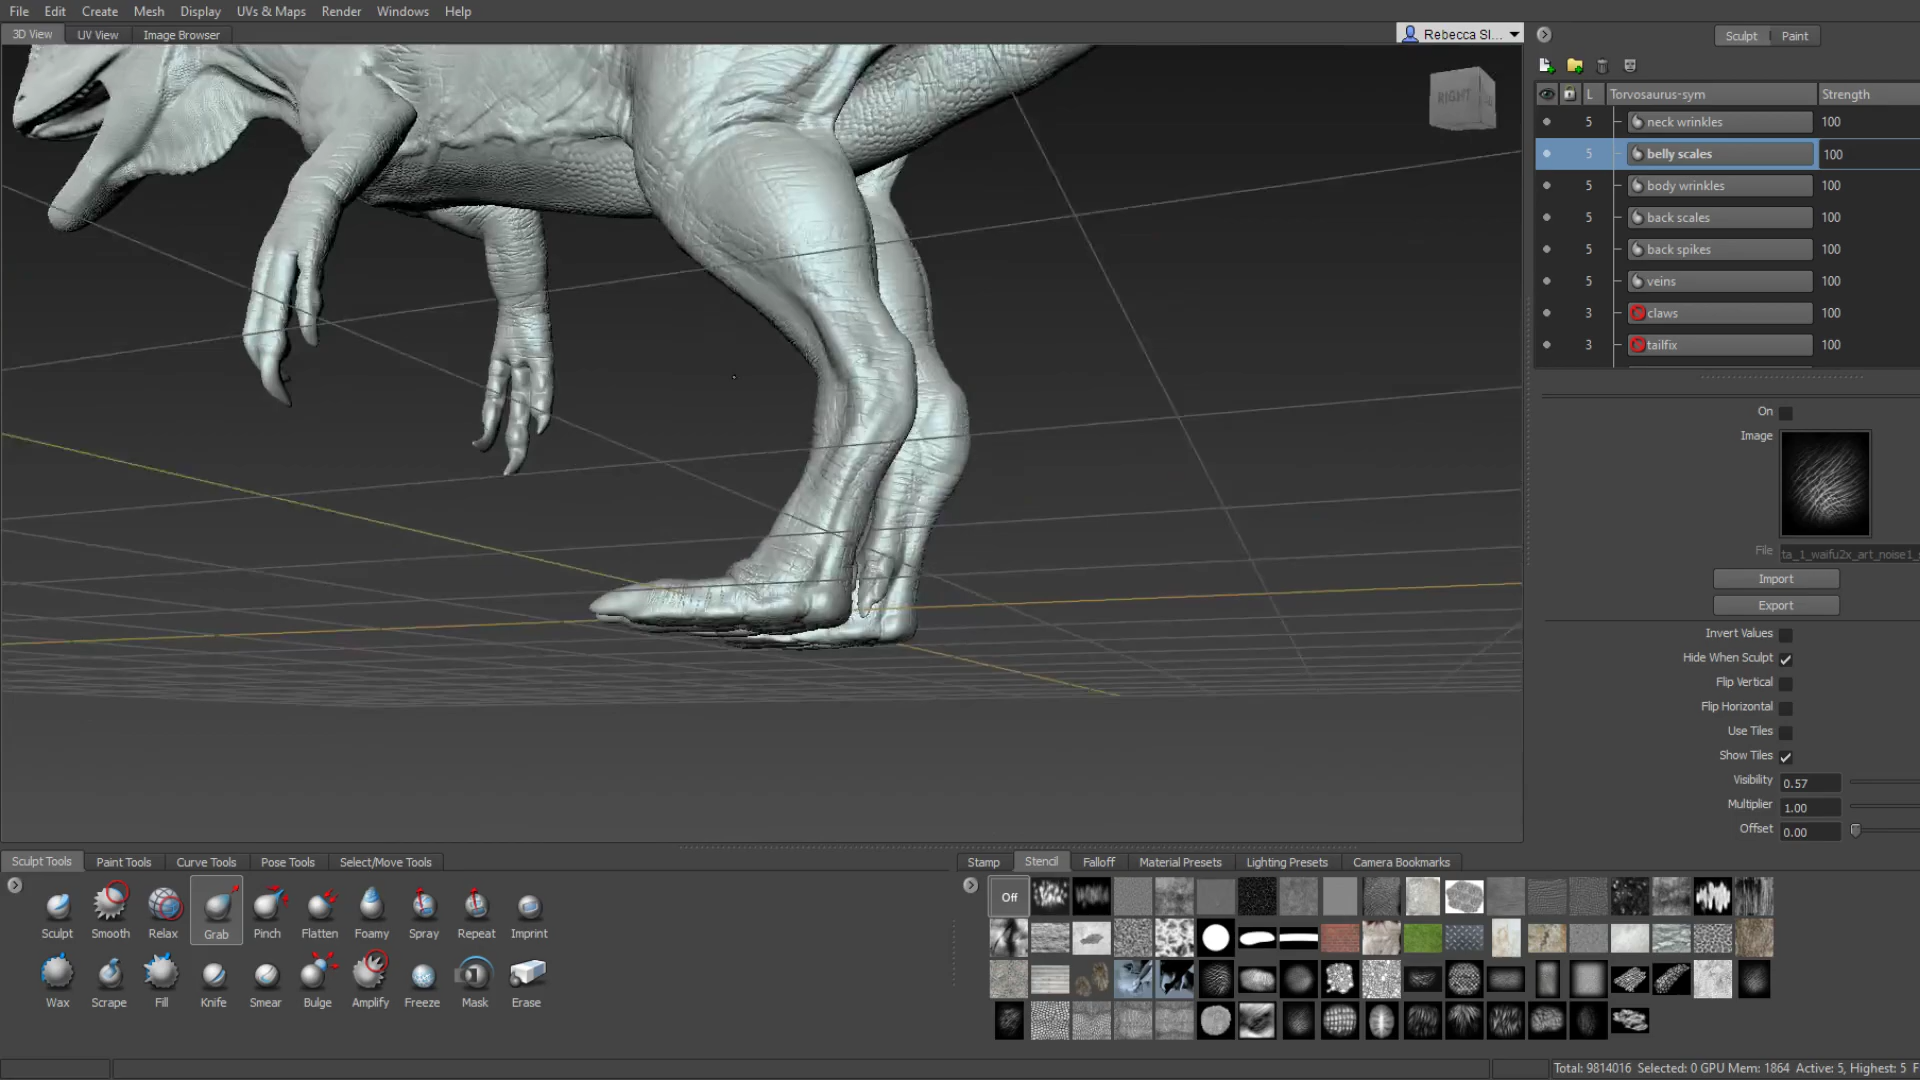 File Edit Create Mesh Display UVs & Maps Render Windows Help
3D View UV View Image Browser
Rebecca Sl...
Sculpt Paint
RIGHT
L Torvosaurus-sym Strength
5 neck wrinkles 100
5 belly scales 100
5 body wrinkles 100
5 back scales 100
5 back spikes 100
5 veins 100
3 claws 100
3 tailfix 100
On
Image
File ta_1_waifu2x_art_noise1_
Import
Export
Invert Values
Hide When Sculpt
Flip Vertical
Flip Horizontal
Use Tiles
Show Tiles
Visibility 0.57
Multiplier 1.00
Offset 0.00
Sculpt Tools Paint Tools Curve Tools Pose Tools Select/Move Tools
Sculpt Smooth Relax Grab Pinch Flatten Foamy Spray Repeat Imprint
Wax Scrape Fill Knife Smear Bulge Amplify Freeze Mask Erase
Stamp Stencil Falloff Material Presets Lighting Presets Camera Bookmarks
Off
Total: 9814016 Selected: 0 GPU Mem: 1864 Active: 5, Highest: 5 F